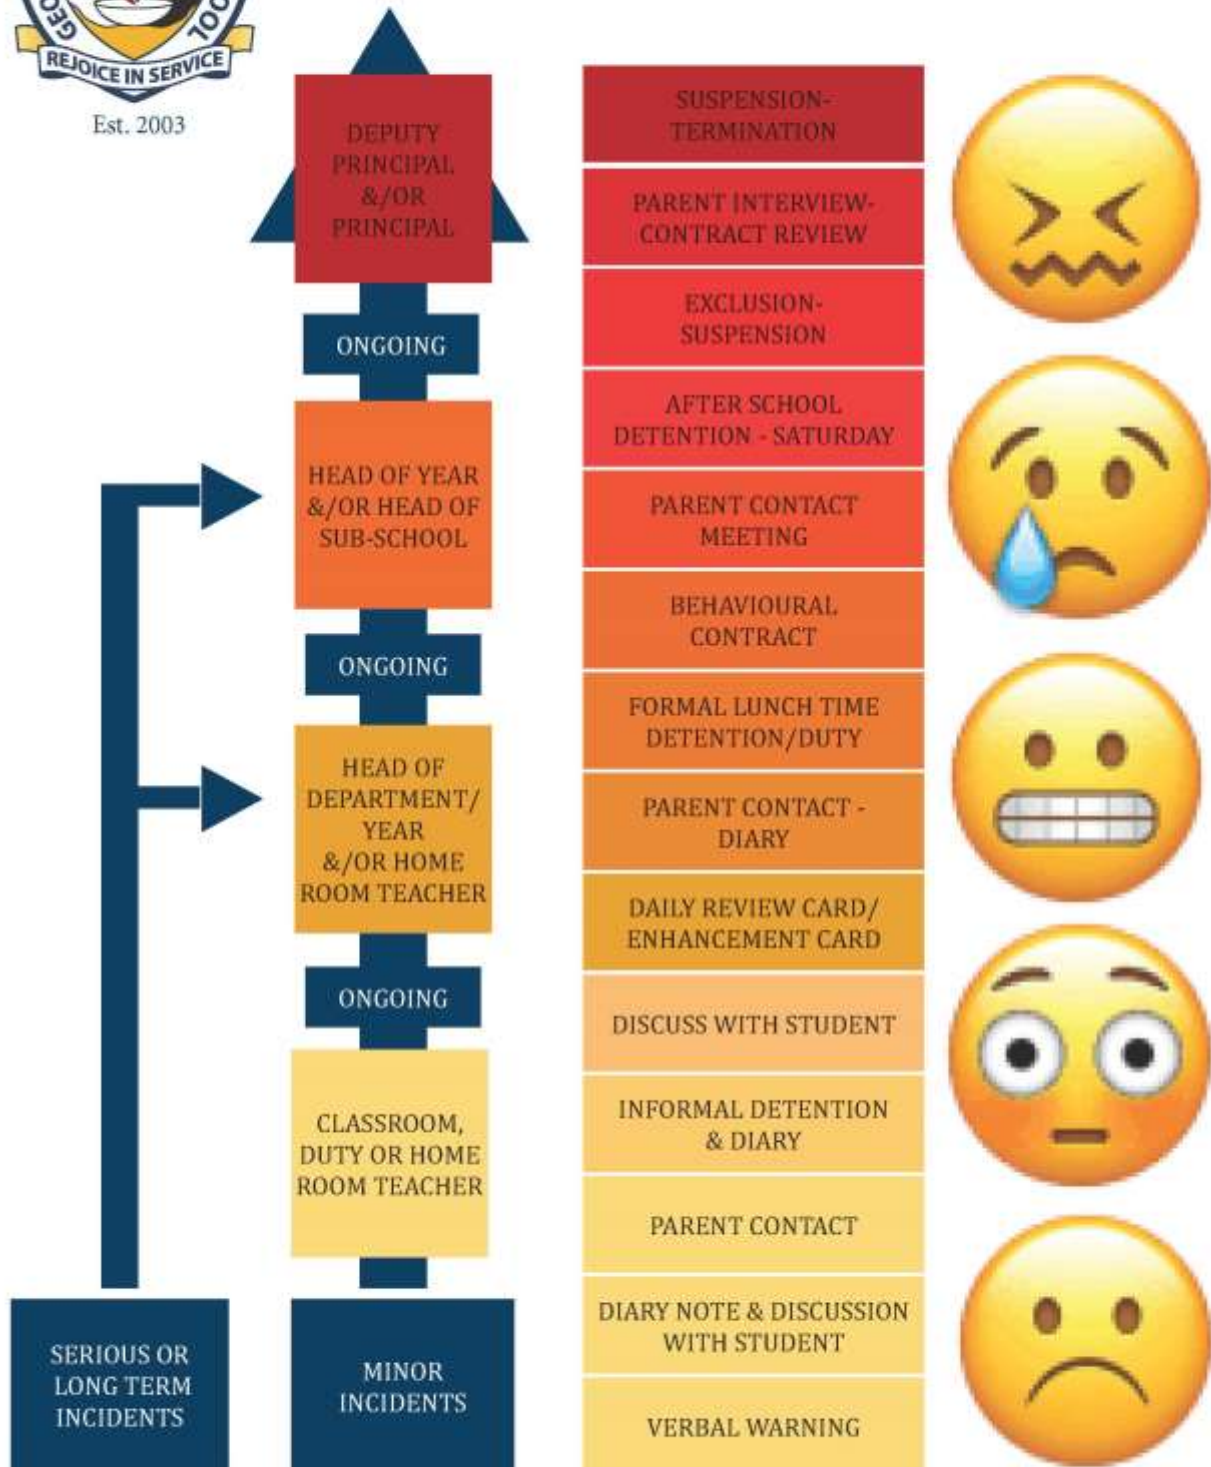 GEO
OOL
REJOICE IN SERVICE
Est. 2003
DEPUTY
PRINCIPAL
&/OR
PRINCIPAL
ONGOING
HEAD OF YEAR
&/OR HEAD OF
SUB-SCHOOL
ONGOING
HEAD OF
DEPARTMENT/
YEAR
&/OR HOME
ROOM TEACHER
ONGOING
CLASSROOM,
DUTY OR HOME
ROOM TEACHER
SERIOUS OR
LONG TERM
INCIDENTS
MINOR
INCIDENTS
SUSPENSION-
TERMINATION
PARENT INTERVIEW-
CONTRACT REVIEW
EXCLUSION-
SUSPENSION
AFTER SCHOOL
DETENTION - SATURDAY
PARENT CONTACT
MEETING
BEHAVIOURAL
CONTRACT
FORMAL LUNCH TIME
DETENTION/DUTY
PARENT CONTACT -
DIARY
DAILY REVIEW CARD/
ENHANCEMENT CARD
DISCUSS WITH STUDENT
INFORMAL DETENTION
& DIARY
PARENT CONTACT
DIARY NOTE & DISCUSSION
WITH STUDENT
VERBAL WARNING